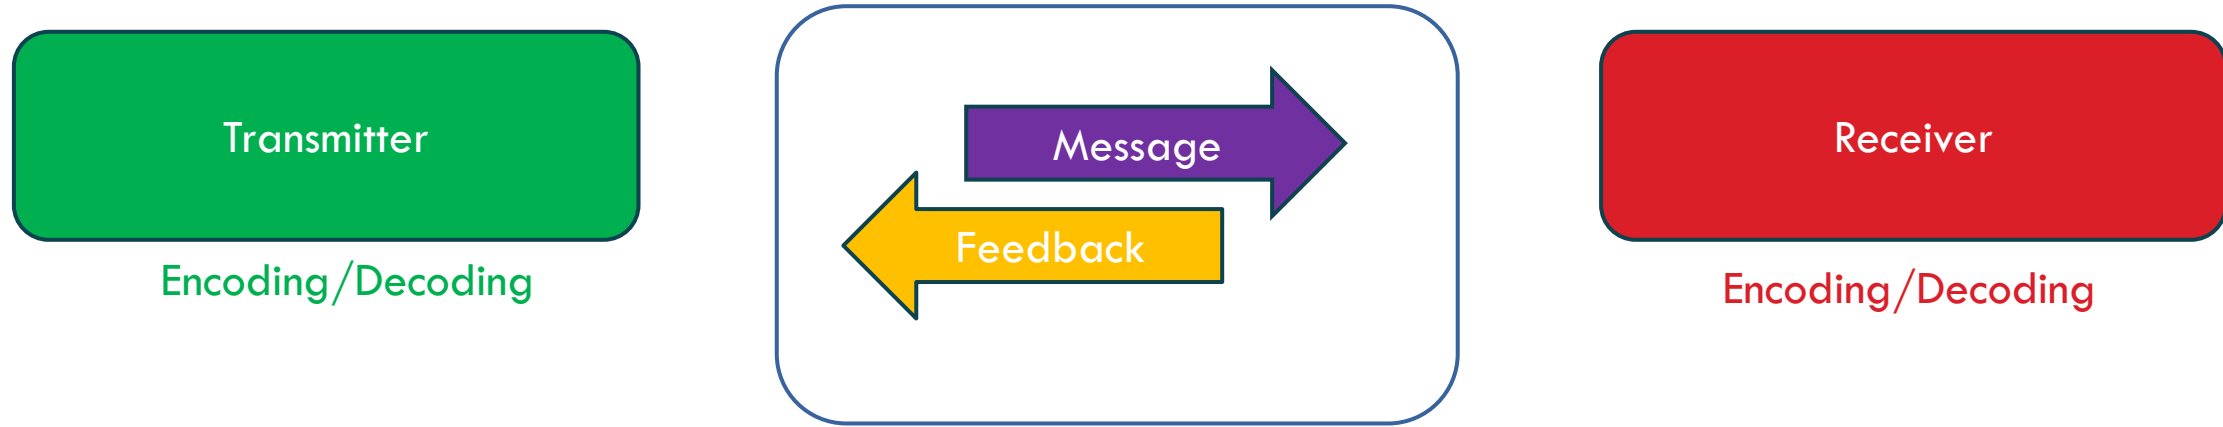 Transmitter
Encoding/Decoding
Message
Feedback
Receiver
Encoding/Decoding